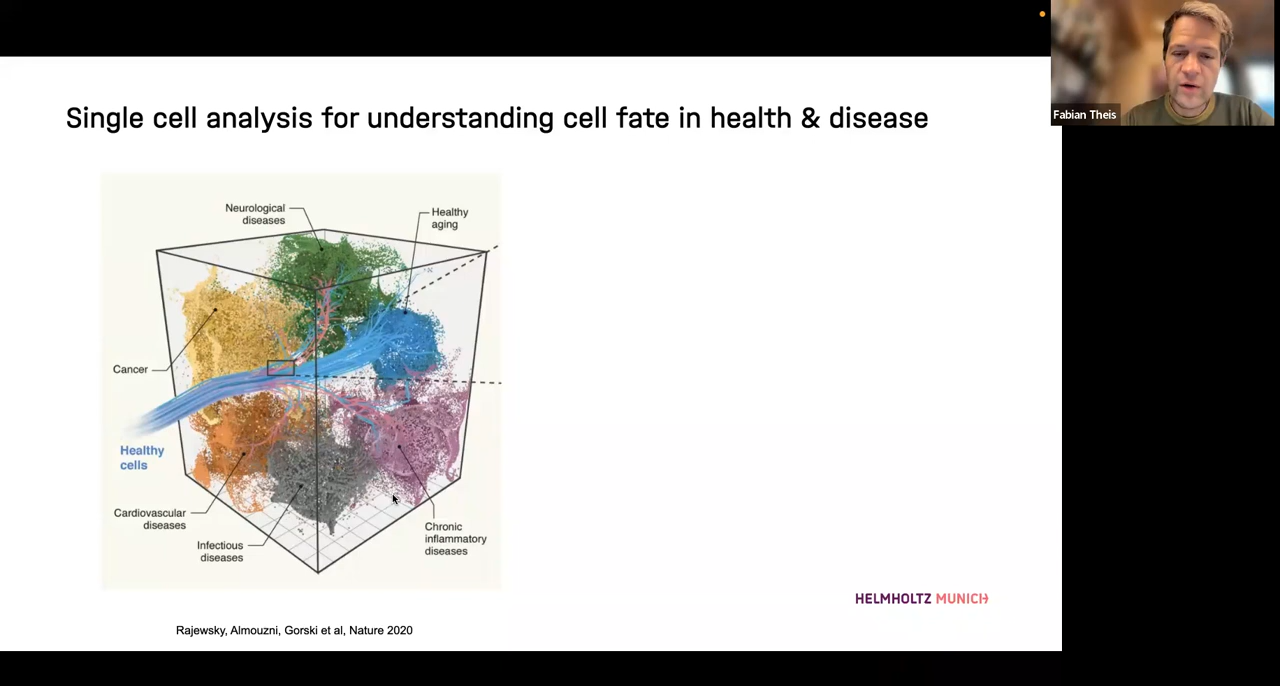 Fabian Theis
Single cell analysis for understanding cell fate in health & disease
Neurological
diseases
Healthy
aging
Cancer
Healthy
cells
Cardiovascular
diseases
Infectious
diseases
Chronic
inflammatory
diseases
HELMHOLTZ MUNICH
Rajewsky, Almouzni, Gorski et al, Nature 2020